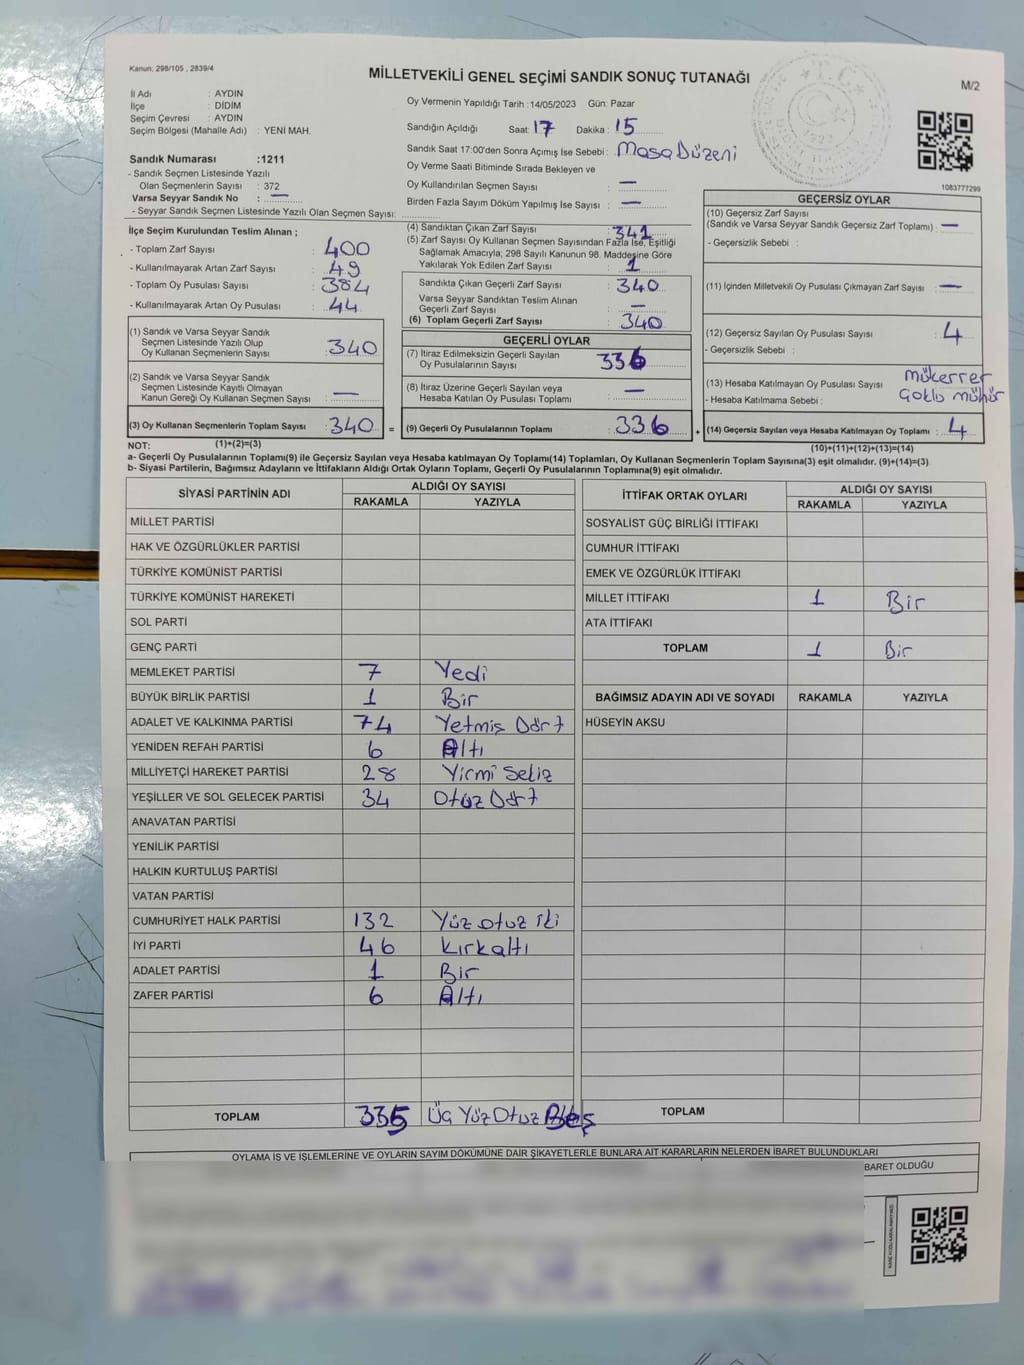 Kanun: 298/105 , 2839/4
MİLLETVEKİLİ GENEL SEÇİMİ SANDIK SONUÇ TUTANAĞI
M/2
İl Adı : AYDIN
İlçe : DİDİM
Seçim Çevresi : AYDIN
Seçim Bölgesi (Mahalle Adı) : YENİ MAH.
Sandık Numarası :1211
- Sandık Seçmen Listesinde Yazılı
Olan Seçmenlerin Sayısı : 372
Varsa Seyyar Sandık No : —
- Seyyar Sandık Seçmen Listesinde Yazılı Olan Seçmen Sayısı:
Oy Vermenin Yapıldığı Tarih :14/05/2023 Gün: Pazar
Sandığın Açıldığı Saat: 17 Dakika : 15
Sandık Saat 17:00'den Sonra Açımış İse Sebebi : Masa Düzeni
Oy Verme Saati Bitiminde Sırada Bekleyen ve
Oy Kullandırılan Seçmen Sayısı : —
Birden Fazla Sayım Döküm Yapılmış İse Sayısı : —
1083777299
İlçe Seçim Kurulundan Teslim Alınan ;
- Toplam Zarf Sayısı : 400
- Kullanılmayarak Artan Zarf Sayısı : 49
- Toplam Oy Pusulası Sayısı : 384
- Kullanılmayarak Artan Oy Pusulası : 44
(1) Sandık ve Varsa Seyyar Sandık
Seçmen Listesinde Yazılı Olup
Oy Kullanan Seçmenlerin Sayısı : 340
(2) Sandık ve Varsa Seyyar Sandık
Seçmen Listesinde Kayıtlı Olmayan
Kanun Gereği Oy Kullanan Seçmen Sayısı : —
(3) Oy Kullanan Seçmenlerin Toplam Sayısı : 340 =
(4) Sandıktan Çıkan Zarf Sayısı : 341
(5) Zarf Sayısı Oy Kullanan Seçmen Sayısından Fazla İse, Eşitliği
Sağlamak Amacıyla; 298 Sayılı Kanunun 98. Maddesine Göre
Yakılarak Yok Edilen Zarf Sayısı : 1
Sandıkta Çıkan Geçerli Zarf Sayısı : 340
Varsa Seyyar Sandıktan Teslim Alınan
Geçerli Zarf Sayısı : —
(6) Toplam Geçerli Zarf Sayısı : 340
GEÇERLİ OYLAR
(7) İtiraz Edilmeksizin Geçerli Sayılan
Oy Pusulalarının Sayısı : 336
(8) İtiraz Üzerine Geçerli Sayılan veya
Hesaba Katılan Oy Pusulaları Toplamı : —
(9) Geçerli Oy Pusulalarının Toplamı : 336 +
GEÇERSİZ OYLAR
(10) Geçersiz Zarf Sayısı
(Sandık ve Varsa Seyyar Sandık Geçersiz Zarf Toplamı) : —
- Geçersizlik Sebebi :
(11) İçinden Milletvekili Oy Pusulası Çıkmayan Zarf Sayısı : —
(12) Geçersiz Sayılan Oy Pusulası Sayısı : 4
- Geçersizlik Sebebi :
(13) Hesaba Katılmayan Oy Pusulası Sayısı : mükerrer
- Hesaba Katılmama Sebebi : Çoklu mühür
(14) Geçersiz Sayılan veya Hesaba Katılmayan Oy Toplamı : 4
NOT: (1)+(2)=(3) (10)+(11)+(12)+(13)=(14)
a- Geçerli Oy Pusulalarının Toplamı(9) ile Geçersiz Sayılan veya Hesaba katılmayan Oy Toplamı(14) Toplamları, Oy Kullanan Seçmenlerin Toplam Sayısına(3) eşit olmalıdır. (9)+(14)=(3)
b- Siyasi Partilerin, Bağımsız Adayların ve İttifakların Aldığı Ortak Oyların Toplamı, Geçerli Oy Pusulalarının Toplamına(9) eşit olmalıdır.
SİYASİ PARTİNİN ADI ALDIĞI OY SAYISI
RAKAMLA YAZIYLA
MİLLET PARTİSİ
HAK VE ÖZGÜRLÜKLER PARTİSİ
TÜRKİYE KOMÜNİST PARTİSİ
TÜRKİYE KOMÜNİST HAREKETİ
SOL PARTİ
GENÇ PARTİ
MEMLEKET PARTİSİ 7 Yedi
BÜYÜK BİRLİK PARTİSİ 1 Bir
ADALET VE KALKINMA PARTİSİ 74 Yetmiş Dört
YENİDEN REFAH PARTİSİ 6 Altı
MİLLİYETÇİ HAREKET PARTİSİ 28 Yirmi Sekiz
YEŞİLLER VE SOL GELECEK PARTİSİ 34 Otuz Dört
ANAVATAN PARTİSİ
YENİLİK PARTİSİ
HALKIN KURTULUŞ PARTİSİ
VATAN PARTİSİ
CUMHURİYET HALK PARTİSİ 132 Yüz otuz iki
İYİ PARTİ 46 Kırkaltı
ADALET PARTİSİ 1 Bir
ZAFER PARTİSİ 6 Altı
TOPLAM 335 Üç Yüz Otuz Beş
İTTİFAK ORTAK OYLARI ALDIĞI OY SAYISI
RAKAMLA YAZIYLA
SOSYALİST GÜÇ BİRLİĞİ İTTİFAKI
CUMHUR İTTİFAKI
EMEK VE ÖZGÜRLÜK İTTİFAKI
MİLLET İTTİFAKI 1 Bir
ATA İTTİFAKI
TOPLAM 1 Bir
BAĞIMSIZ ADAYIN ADI VE SOYADI RAKAMLA YAZIYLA
HÜSEYİN AKSU
TOPLAM
OYLAMA İŞ VE İŞLEMLERİNE VE OYLARIN SAYIM DÖKÜMÜNE DAİR ŞİKAYETLERLE BUNLARA AİT KARARLARIN NELERDEN İBARET BULUNDUKLARI
BARET OLDUĞU